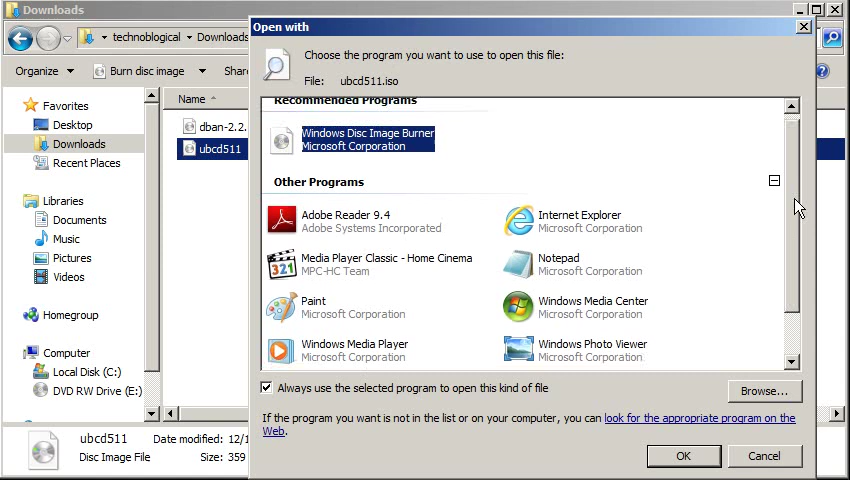 Downloads
technoblogical
Downloads
Organize
Burn disc image
Share
Favorites
Desktop
Downloads
Recent Places
Libraries
Documents
Music
Pictures
Videos
Homegroup
Computer
Local Disk (C:)
DVD RW Drive (E:)
Name
dban-2.2.
ubcd511
Open with
Choose the program you want to use to open this file:
File: ubcd511.iso
Recommended Programs
Windows Disc Image Burner
Microsoft Corporation
Other Programs
Adobe Reader 9.4
Adobe Systems Incorporated
Internet Explorer
Microsoft Corporation
Media Player Classic - Home Cinema
MPC-HC Team
Notepad
Microsoft Corporation
Paint
Microsoft Corporation
Windows Media Center
Microsoft Corporation
Windows Media Player
Microsoft Corporation
Windows Photo Viewer
Microsoft Corporation
Always use the selected program to open this kind of file
Browse...
If the program you want is not in the list or on your computer, you can look for the appropriate program on the
Web.
OK
Cancel
ubcd511
Date modified: 12/1
Disc Image File
Size: 359